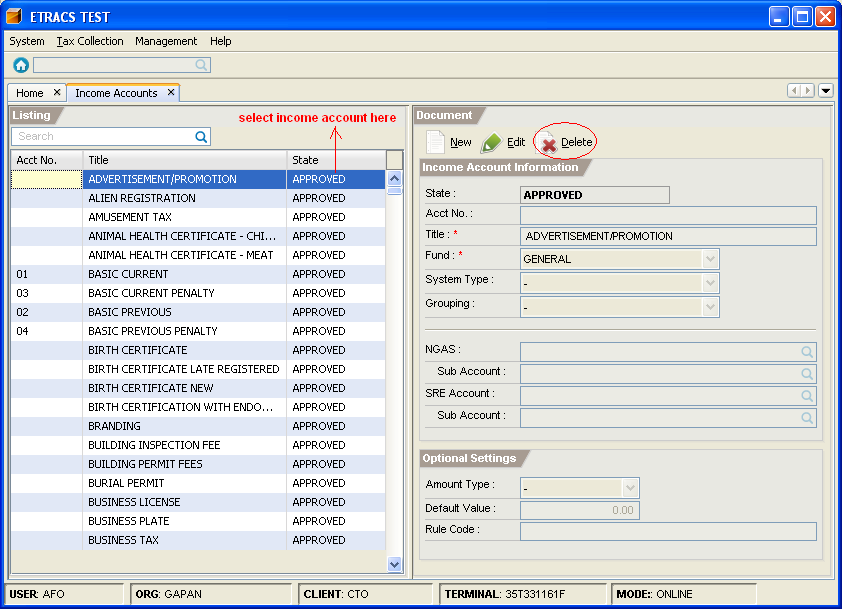 ETRACS TEST
System Tax Collection Management Help
Home Income Accounts
Listing
select income account here
Search
Acct No. Title State
ADVERTISEMENT/PROMOTION APPROVED
ALIEN REGISTRATION APPROVED
AMUSEMENT TAX APPROVED
ANIMAL HEALTH CERTIFICATE - CHI... APPROVED
ANIMAL HEALTH CERTIFICATE - MEAT APPROVED
01 BASIC CURRENT APPROVED
03 BASIC CURRENT PENALTY APPROVED
02 BASIC PREVIOUS APPROVED
04 BASIC PREVIOUS PENALTY APPROVED
BIRTH CERTIFICATE APPROVED
BIRTH CERTIFICATE LATE REGISTERED APPROVED
BIRTH CERTIFICATE NEW APPROVED
BIRTH CERTIFICATION WITH ENDO... APPROVED
BRANDING APPROVED
BUILDING INSPECTION FEE APPROVED
BUILDING PERMIT FEES APPROVED
BURIAL PERMIT APPROVED
BUSINESS LICENSE APPROVED
BUSINESS PLATE APPROVED
BUSINESS TAX APPROVED
Document
New Edit Delete
Income Account Information
State : APPROVED
Acct No. :
Title : * ADVERTISEMENT/PROMOTION
Fund : * GENERAL
System Type : -
Grouping : -
NGAS :
Sub Account :
SRE Account :
Sub Account :
Optional Settings
Amount Type : -
Default Value : 0.00
Rule Code :
USER: AFO ORG: GAPAN CLIENT: CTO TERMINAL: 35T331161F MODE:: ONLINE